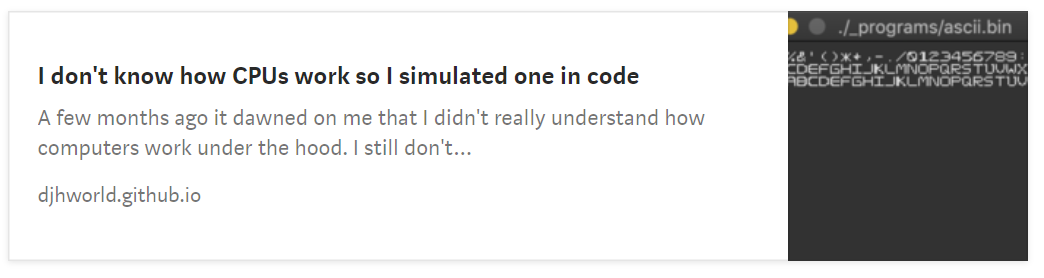 I don't know how CPUs work so I simulated one in code
A few months ago it dawned on me that I didn't really understand how
computers work under the hood. I still don't...
djhworld.github.io
./_programs/ascii.bin
%&'()*+,-./0123456789:
CDEFGHIJKLMNOPQRSTUVWX
ABCDEFGHIJKLMNOPQRSTUV